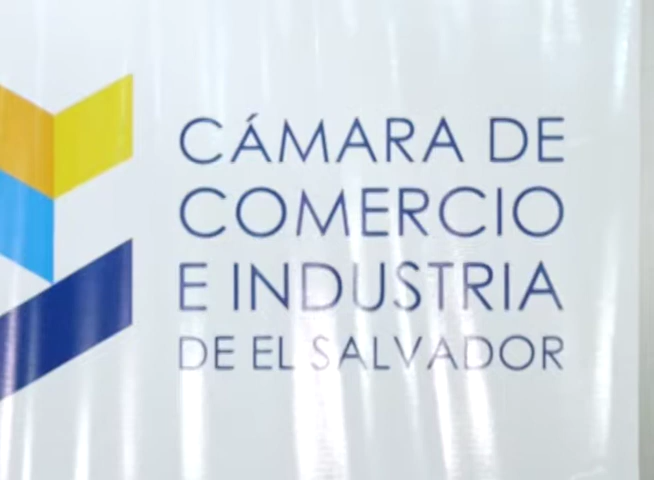 CÁMARA DE
COMERCIO
E INDUSTRIA
DE EL SALVADOR